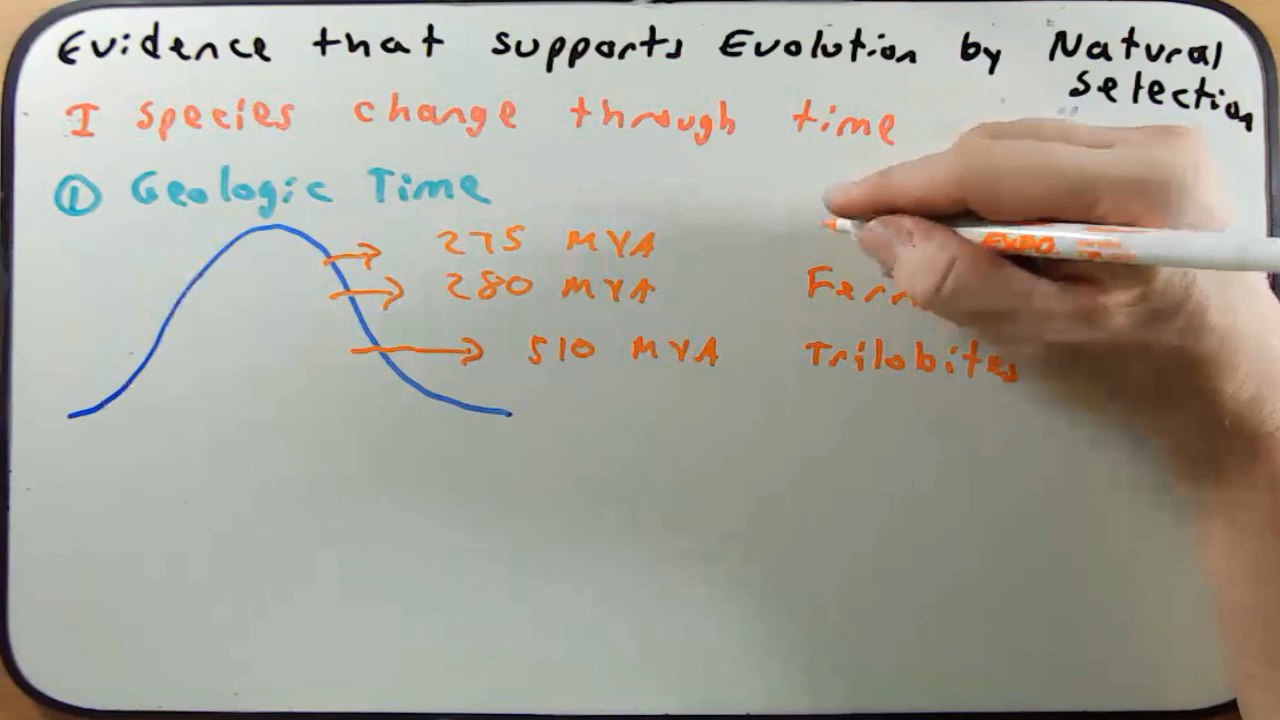 Evidence that supports Evolution by Natural
Selection
I species change through time
① Geologic Time
275 MYA
280 MYA
510 MYA Trilobites
EXPO